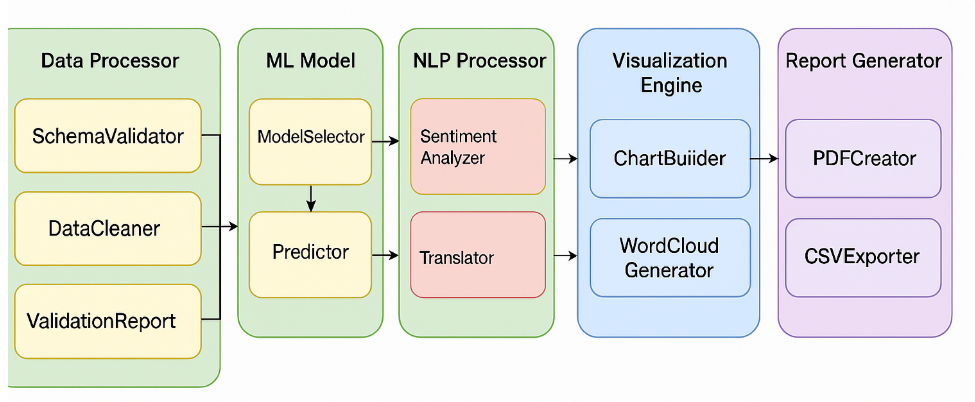 Data Processor
SchemaValidator
DataCleaner
ValidationReport
ML Model
ModelSelector
Predictor
NLP Processor
Sentiment
Analyzer
Translator
Visualization
Engine
ChartBuiider
WordCloud
Generator
Report Generator
PDFCreator
CSVExporter